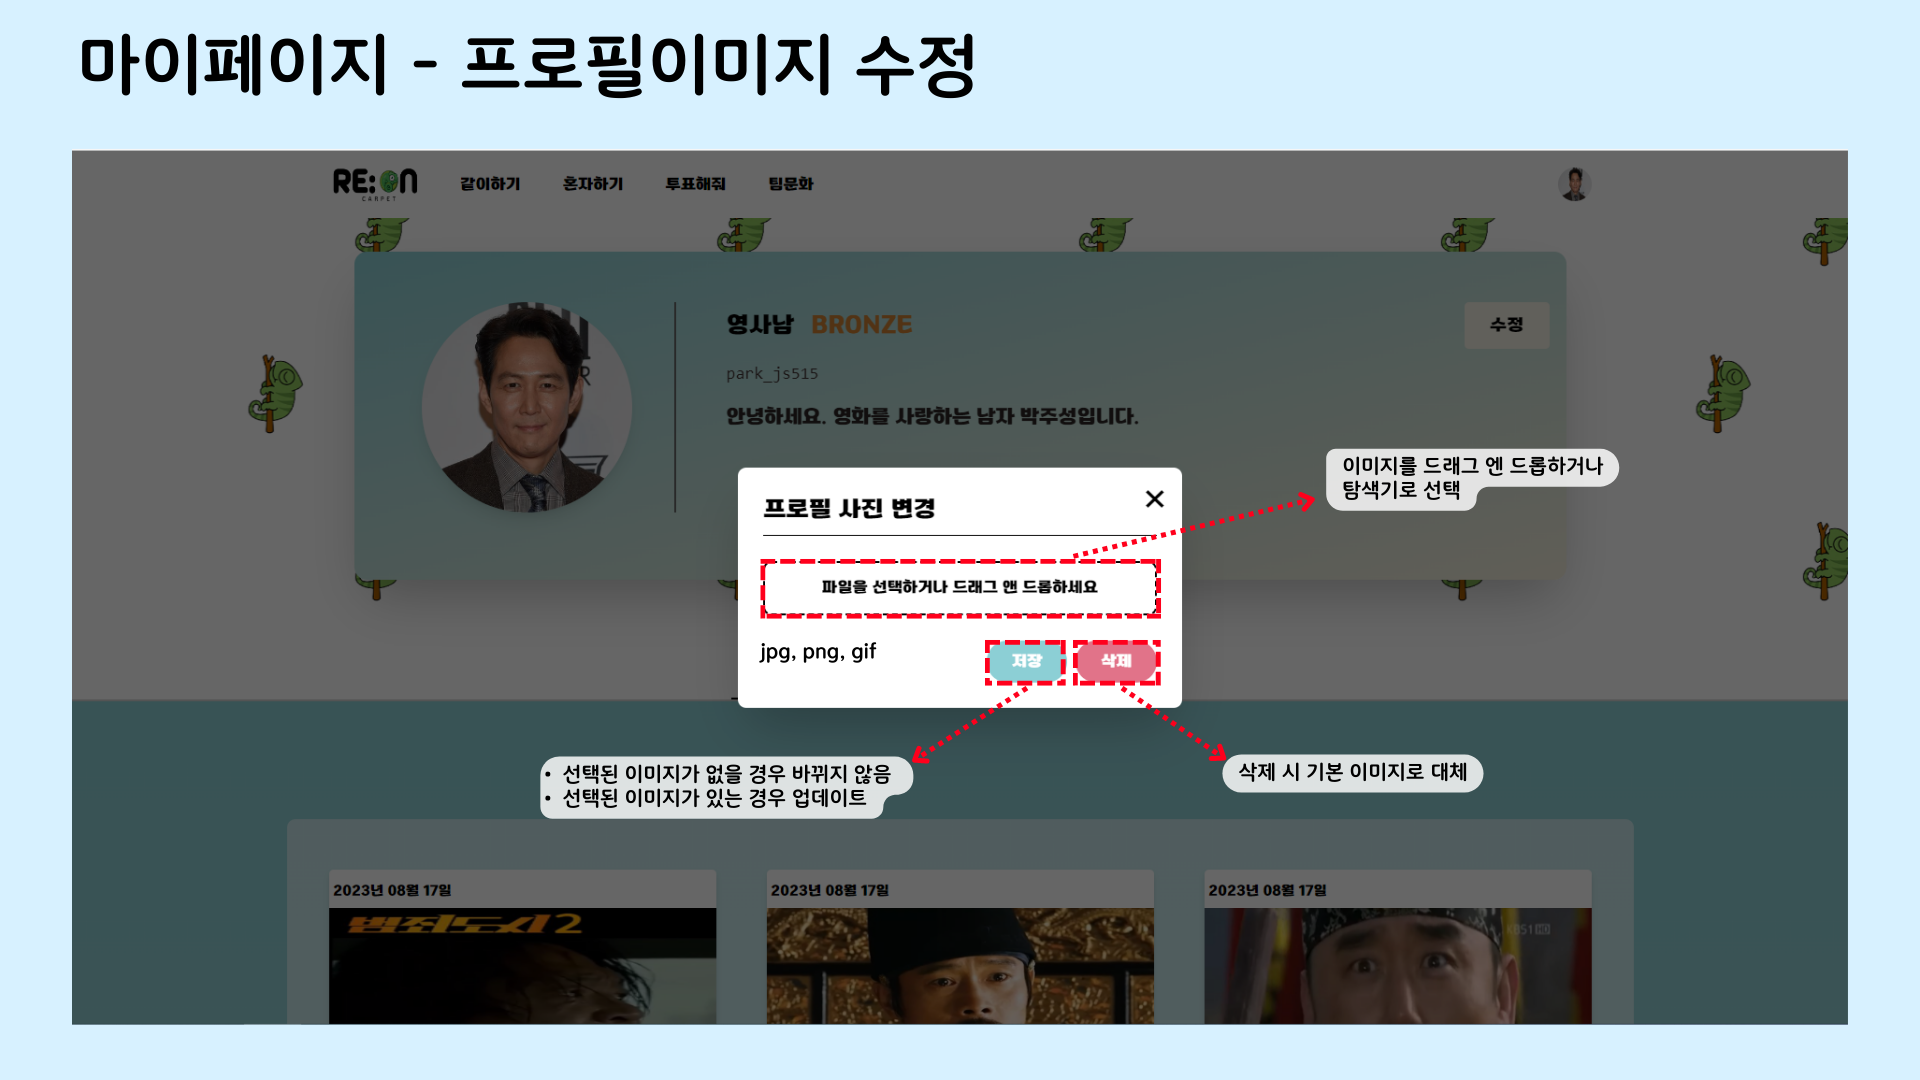 마이페이지 - 프로필이미지 수정
RE:ON
CARPET
같이하기 혼자하기 투표해줘 팀문화
영사남 BRONZE
수정
park_js515
안녕하세요. 영화를 사랑하는 남자 박주성입니다.
이미지를 드래그 엔 드롭하거나
탐색기로 선택
프로필 사진 변경
파일을 선택하거나 드래그 앤 드롭하세요
jpg, png, gif
저장 삭제
• 선택된 이미지가 없을 경우 바뀌지 않음
• 선택된 이미지가 있는 경우 업데이트
삭제 시 기본 이미지로 대체
2023년 08월 17일
2023년 08월 17일
2023년 08월 17일
범죄도시2
KBS1 HD